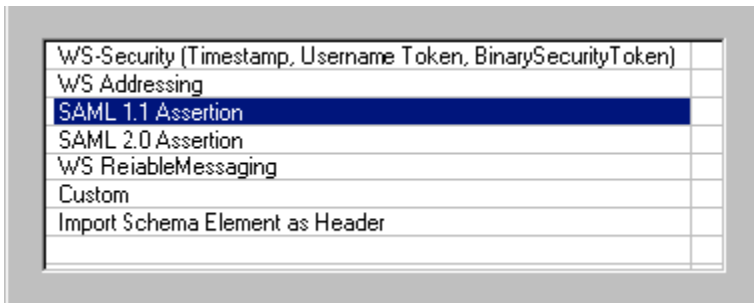 WS-Security (Timestamp, Username Token, BinarySecurityToken)
WS Addressing
SAML 1.1 Assertion
SAML 2.0 Assertion
WS ReiableMessaging
Custom
Import Schema Element as Header